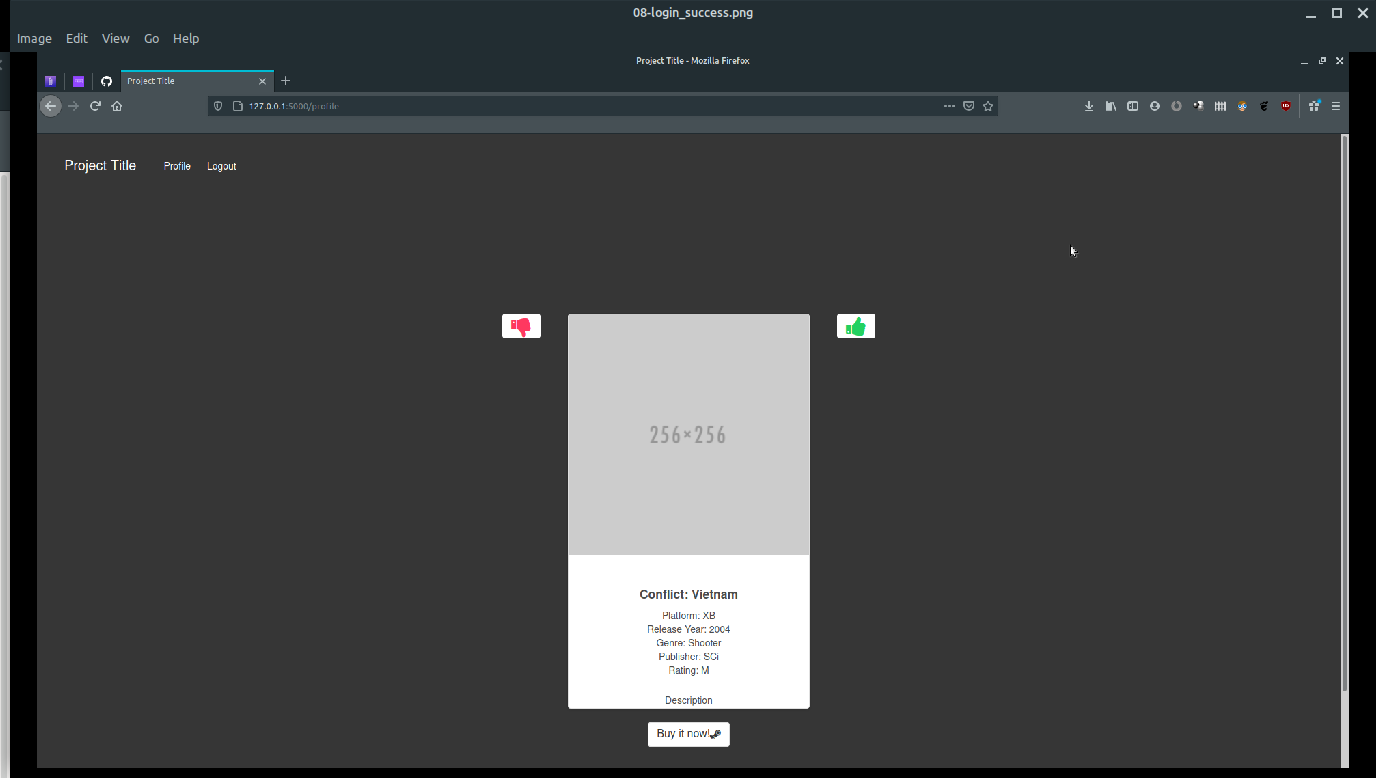 08-login_success.png
Image Edit View Go Help
Project Title - Mozilla Firefox
Project Title
127.0.0.1:5000/profile
Project Title Profile Logout
256×256
Conflict: Vietnam
Platform: XB
Release Year: 2004
Genre: Shooter
Publisher: SCi
Rating: M
Description
Buy it now!